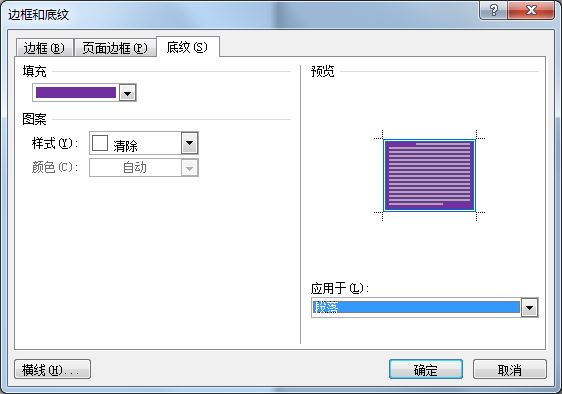 边框和底纹
边框(B) 页面边框(P) 底纹(S)
填充
图案
样式(Y): 清除
颜色(C): 自动
预览
应用于(L):
段落
横线(H)... 确定 取消